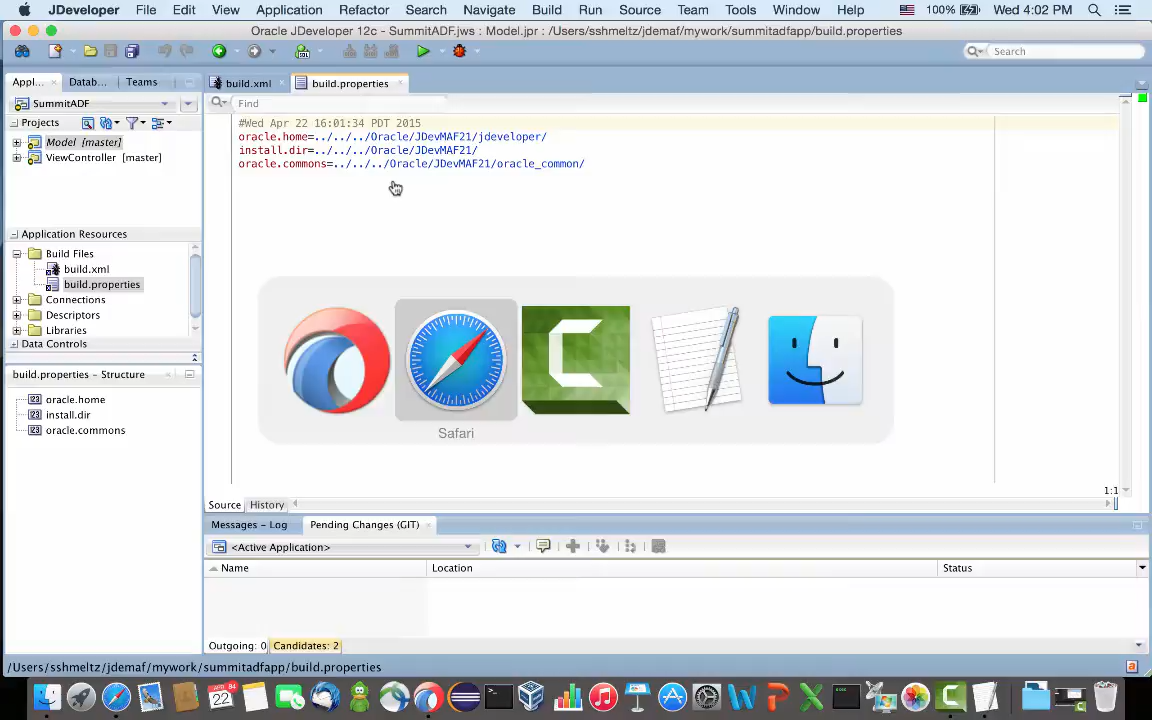 JDeveloper File Edit View Application Refactor Search Navigate Build Run Source Team Tools Window Help 100% Wed 4:02 PM
Oracle JDeveloper 12c - SummitADF.jws : Model.jpr : /Users/sshmeltz/jdemaf/mywork/summitadfapp/build.properties
Search
Appl... Datab... Teams
build.xml build.properties
SummitADF
Find
Projects
Model [master]
ViewController [master]
#Wed Apr 22 16:01:34 PDT 2015
oracle.home=../../../Oracle/JDevMAF21/jdeveloper/
install.dir=../../../Oracle/JDevMAF21/
oracle.commons=../../../Oracle/JDevMAF21/oracle_common/
Application Resources
Build Files
build.xml
build.properties
Connections
Descriptors
Libraries
Data Controls
build.properties - Structure
oracle.home
install.dir
oracle.commons
Safari
1:1
Source History
Messages - Log Pending Changes (GIT)
<Active Application>
Name Location Status
Outgoing: 0 Candidates: 2
/Users/sshmeltz/jdemaf/mywork/summitadfapp/build.properties